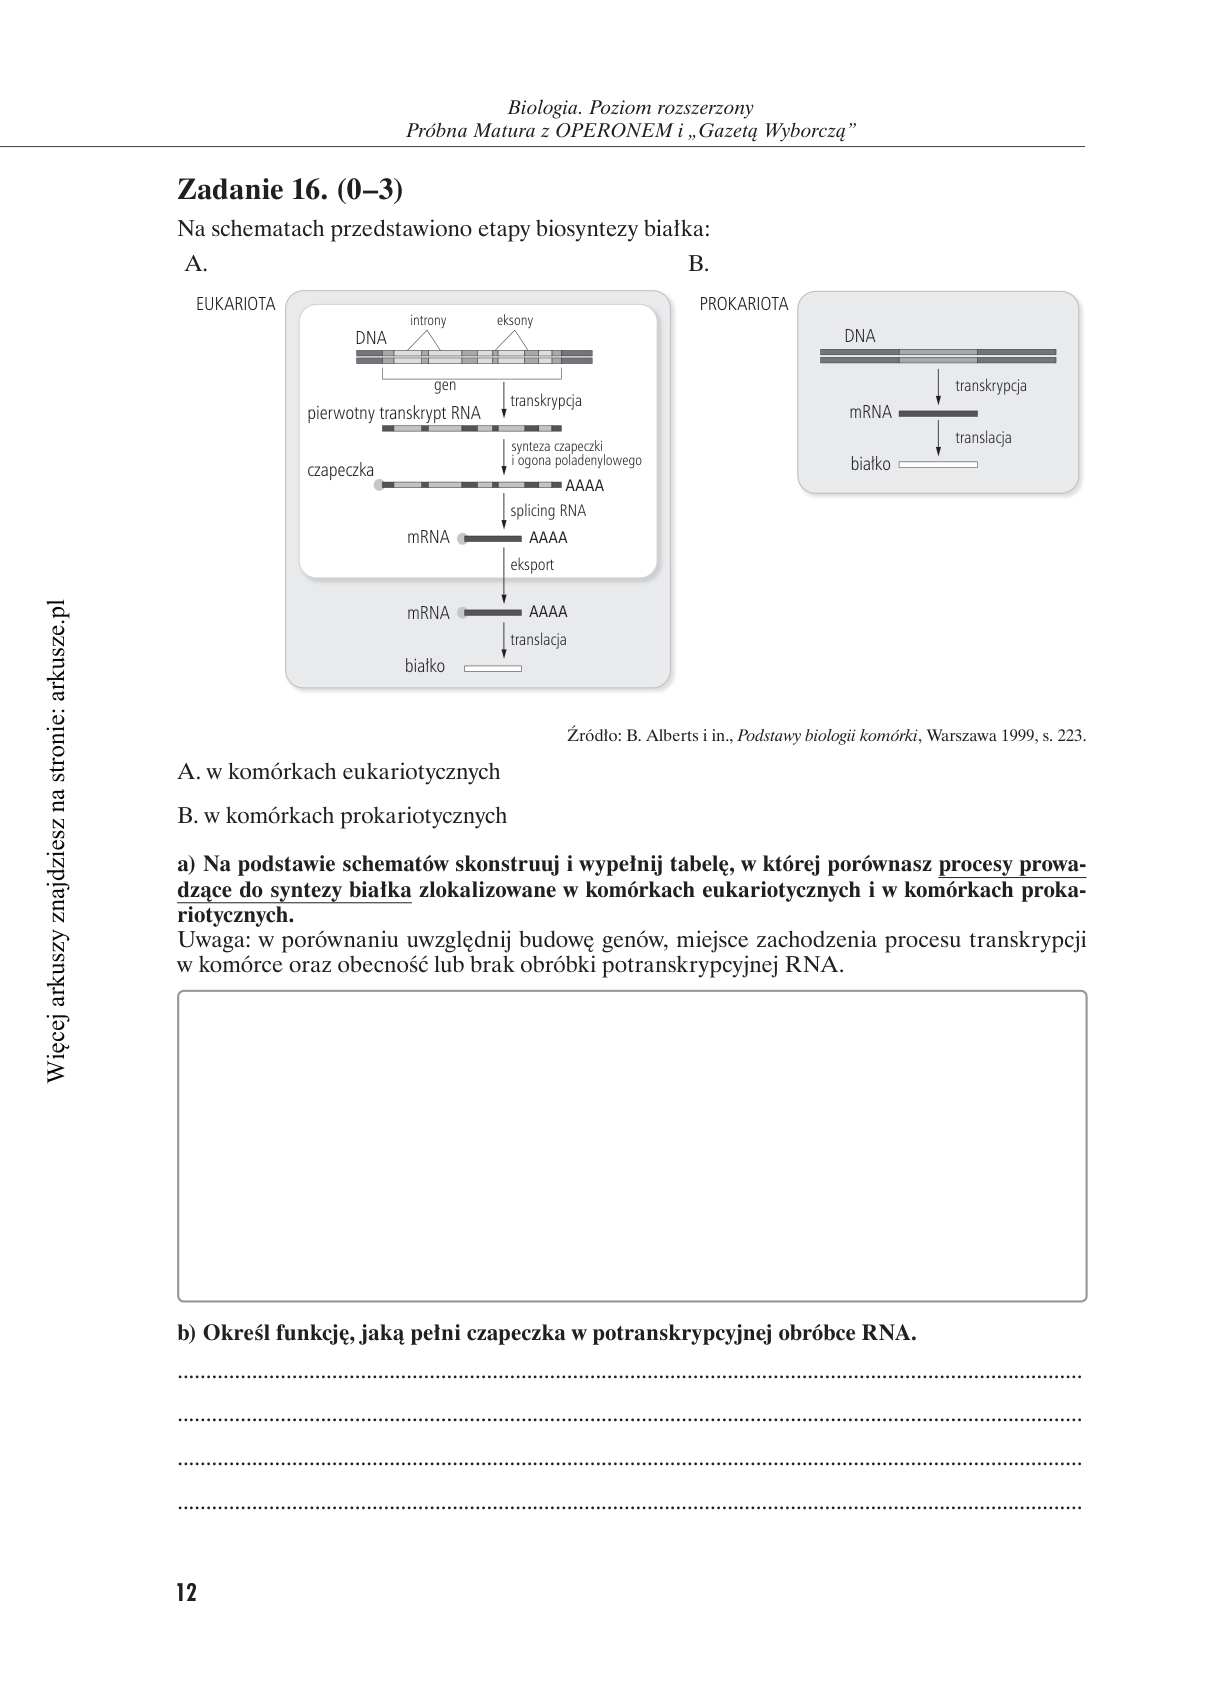 Biologia. Poziom rozszerzony
Próbna Matura z OPERONEM i „Gazetą Wyborczą”
Zadanie 16. (0–3)
Na schematach przedstawiono etapy biosyntezy białka:
A.
B.
EUKARIOTA
introny
eksony
DNA
gen
transkrypcja
pierwotny transkrypt RNA
synteza czapeczki
i ogona poladenylowego
czapeczka
AAAA
splicing RNA
mRNA
AAAA
eksport
mRNA
AAAA
translacja
białko
PROKARIOTA
DNA
transkrypcja
mRNA
translacja
białko
Źródło: B. Alberts i in., Podstawy biologii komórki, Warszawa 1999, s. 223.
A. w komórkach eukariotycznych
B. w komórkach prokariotycznych
a) Na podstawie schematów skonstruuj i wypełnij tabelę, w której porównasz procesy prowa-
dzące do syntezy białka zlokalizowane w komórkach eukariotycznych i w komórkach proka-
riotycznych.
Uwaga: w porównaniu uwzględnij budowę genów, miejsce zachodzenia procesu transkrypcji
w komórce oraz obecność lub brak obróbki potranskrypcyjnej RNA.
b) Określ funkcję, jaką pełni czapeczka w potranskrypcyjnej obróbce RNA.
12
Więcej arkuszy znajdziesz na stronie: arkusze.pl